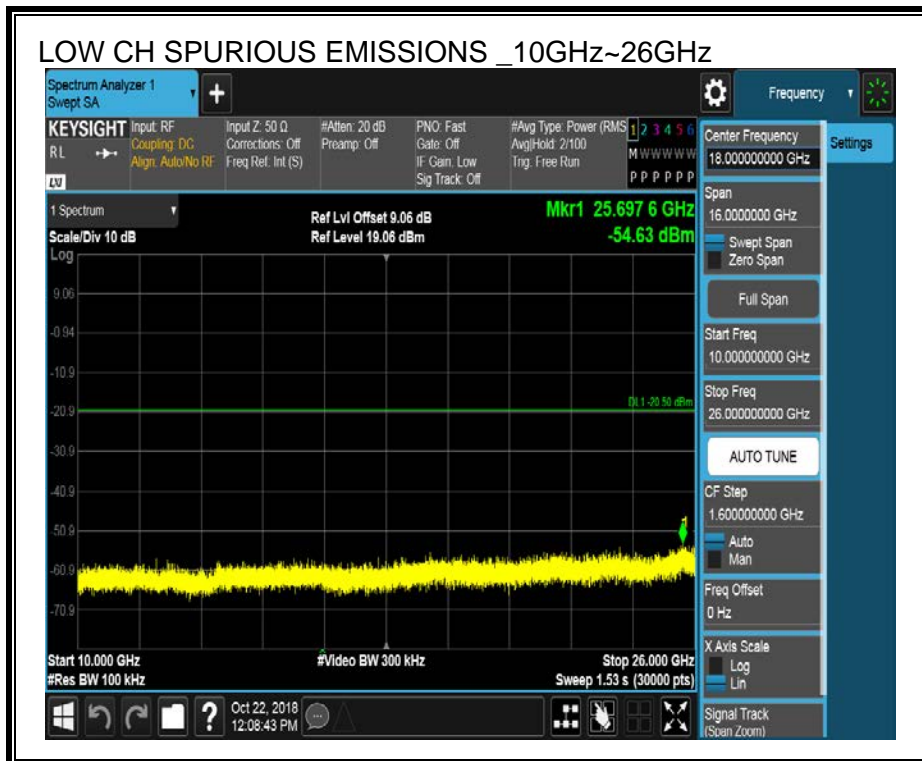 LOW CH SPURIOUS EMISSIONS _10GHz~26GHz
Spectrum Analyzer 1
Swept SA
+
Frequency
KEYSIGHT
RL
LXI
Input: RF
Coupling: DC
Align: Auto/No RF
Input Z: 50 Ω
Corrections: Off
Freq Ref: Int (S)
#Atten: 20 dB
Preamp: Off
PNO: Fast
Gate: Off
IF Gain: Low
Sig Track: Off
#Avg Type: Power (RMS
Avg|Hold: 2/100
Trig: Free Run
1 2 3 4 5 6
M W W W W W
P P P P P P
Settings
1 Spectrum
Scale/Div 10 dB
Log
Ref Lvl Offset 9.06 dB
Ref Level 19.06 dBm
Mkr1 25.697 6 GHz
-54.63 dBm
9.06
-0.94
-10.9
-20.9
-30.9
-40.9
-50.9
-60.9
-70.9
DL1 -20.50 dBm
1
Start 10.000 GHz
#Res BW 100 kHz
#Video BW 300 kHz
Stop 26.000 GHz
Sweep 1.53 s (30000 pts)
Center Frequency
18.000000000 GHz
Span
16.0000000 GHz
Swept Span
Zero Span
Full Span
Start Freq
10.000000000 GHz
Stop Freq
26.000000000 GHz
AUTO TUNE
CF Step
1.600000000 GHz
Auto
Man
Freq Offset
0 Hz
X Axis Scale
Log
Lin
Signal Track
(Span Zoom)
?
Oct 22, 2018
12:08:43 PM